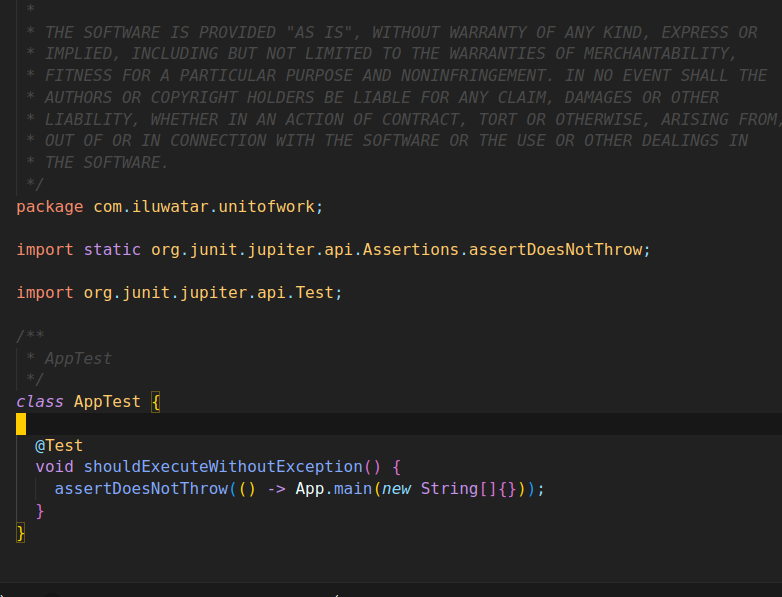 *
* THE SOFTWARE IS PROVIDED "AS IS", WITHOUT WARRANTY OF ANY KIND, EXPRESS OR
* IMPLIED, INCLUDING BUT NOT LIMITED TO THE WARRANTIES OF MERCHANTABILITY,
* FITNESS FOR A PARTICULAR PURPOSE AND NONINFRINGEMENT. IN NO EVENT SHALL THE
* AUTHORS OR COPYRIGHT HOLDERS BE LIABLE FOR ANY CLAIM, DAMAGES OR OTHER
* LIABILITY, WHETHER IN AN ACTION OF CONTRACT, TORT OR OTHERWISE, ARISING FROM,
* OUT OF OR IN CONNECTION WITH THE SOFTWARE OR THE USE OR OTHER DEALINGS IN
* THE SOFTWARE.
*/
package com.iluwatar.unitofwork;
import static org.junit.jupiter.api.Assertions.assertDoesNotThrow;
import org.junit.jupiter.api.Test;
/**
* AppTest
*/
class AppTest {
@Test
void shouldExecuteWithoutException() {
assertDoesNotThrow(() -> App.main(new String[]{}));
}
}